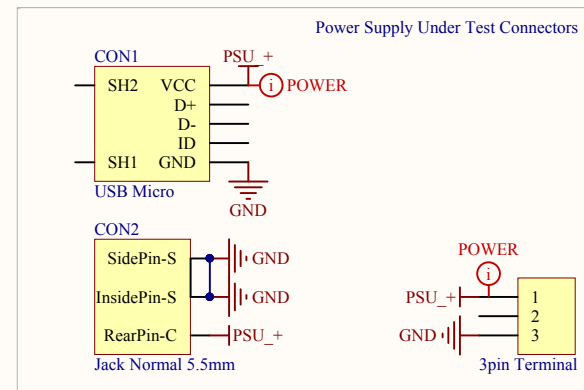 Power Supply Under Test Connectors
CON1
PSU_+
SH2 VCC
i POWER
D+
D-
ID
SH1 GND
USB Micro
GND
CON2
SidePin-S GND
InsidePin-S GND
RearPin-C PSU_+
Jack Normal 5.5mm
POWER
i
PSU_+ 1
2
GND 3
3pin Terminal